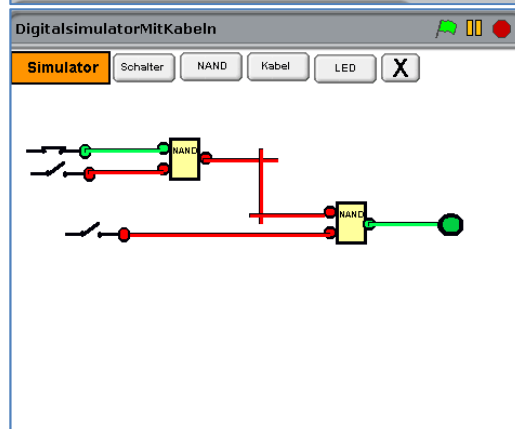 DigitalsimulatorMitKabeln
Simulator Schalter NAND Kabel LED X
NAND
NAND